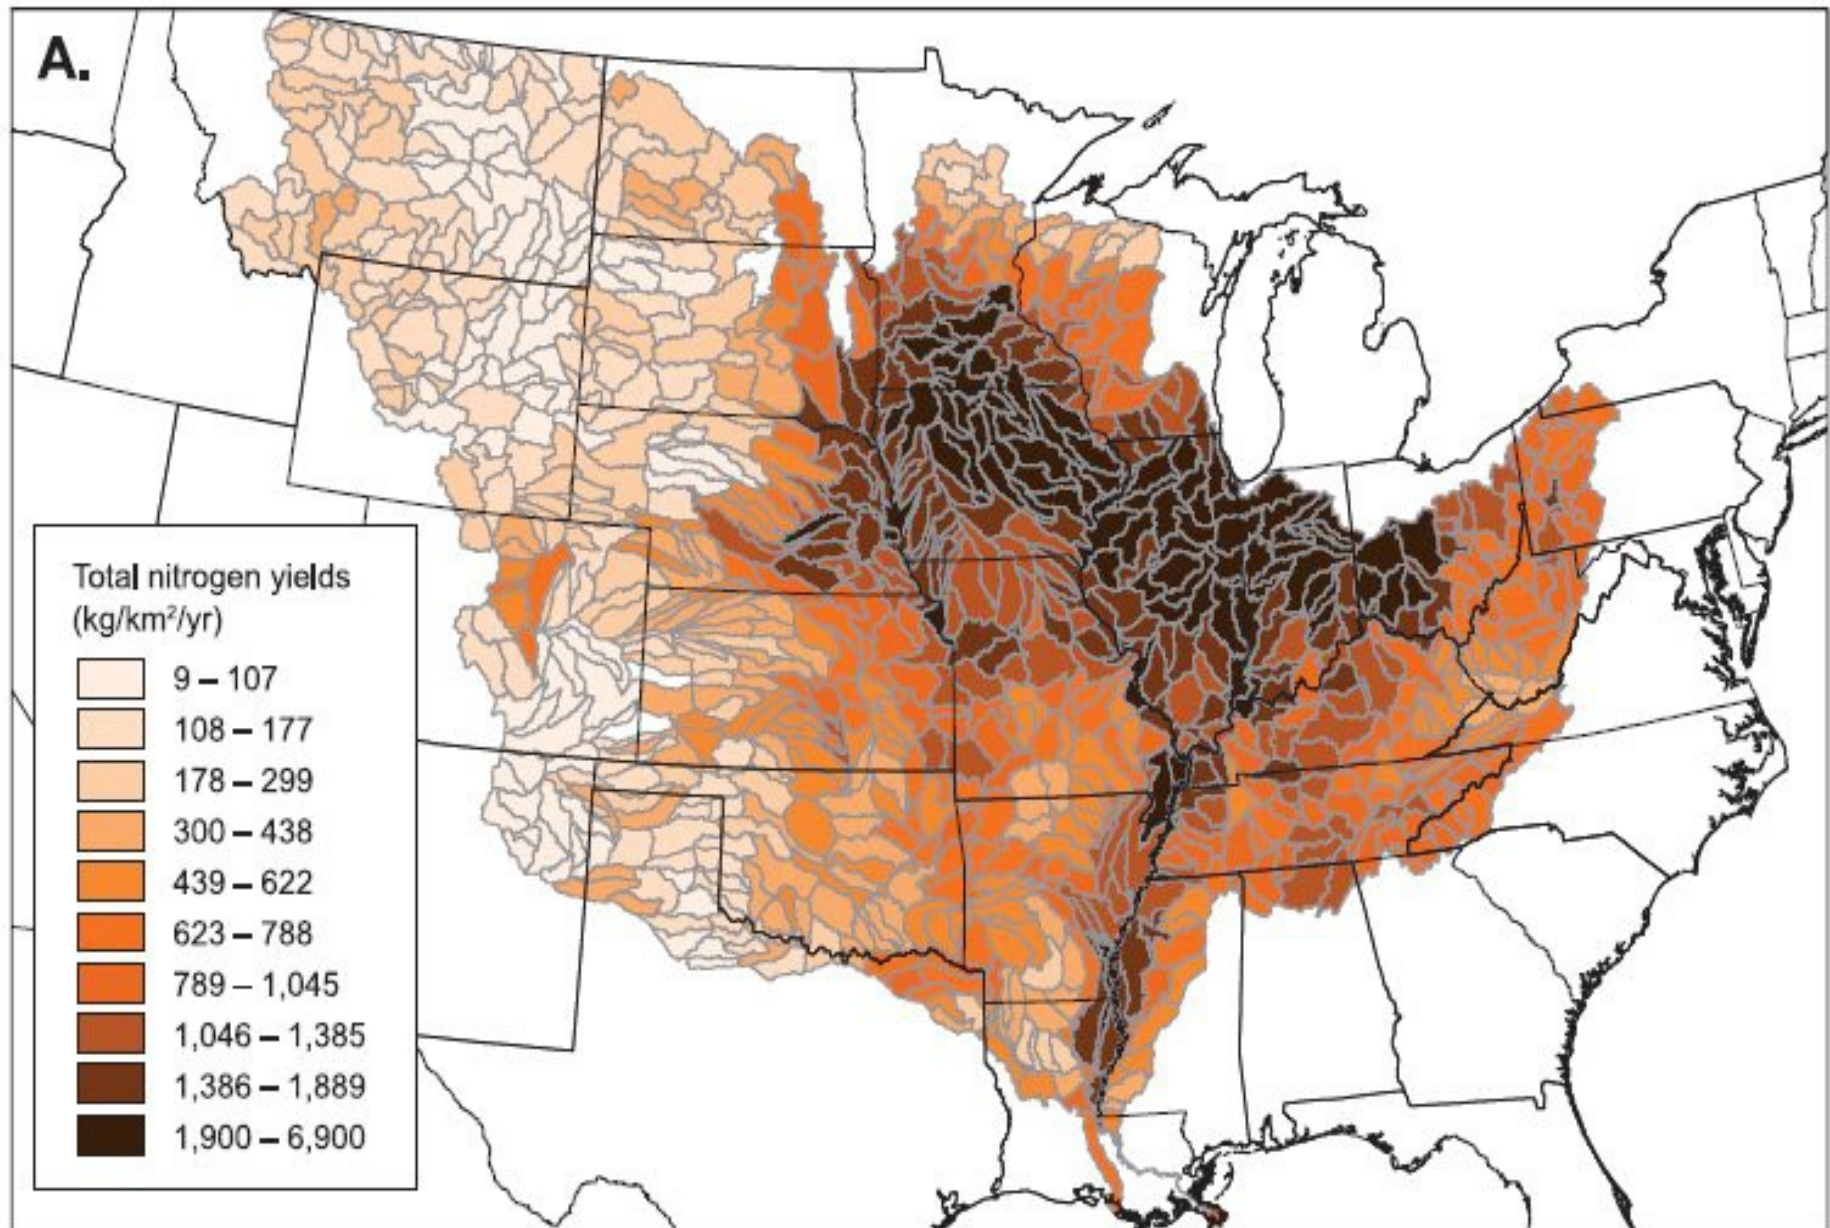 A.
Total nitrogen yields
(kg/km²/yr)
9 – 107
108 – 177
178 – 299
300 – 438
439 – 622
623 – 788
789 – 1,045
1,046 – 1,385
1,386 – 1,889
1,900 – 6,900